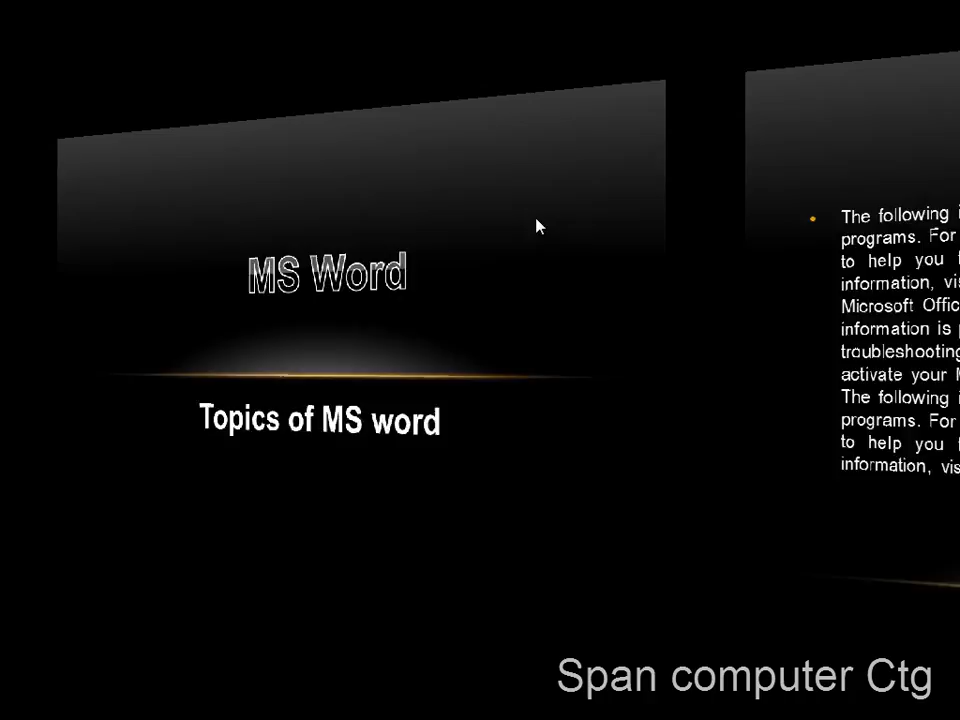 MS Word
Topics of MS word
The following
programs. For
to help you
information,
Microsoft
information is
troubleshooting
activate your
The following
programs. For
to help you
information,
Span computer Ctg